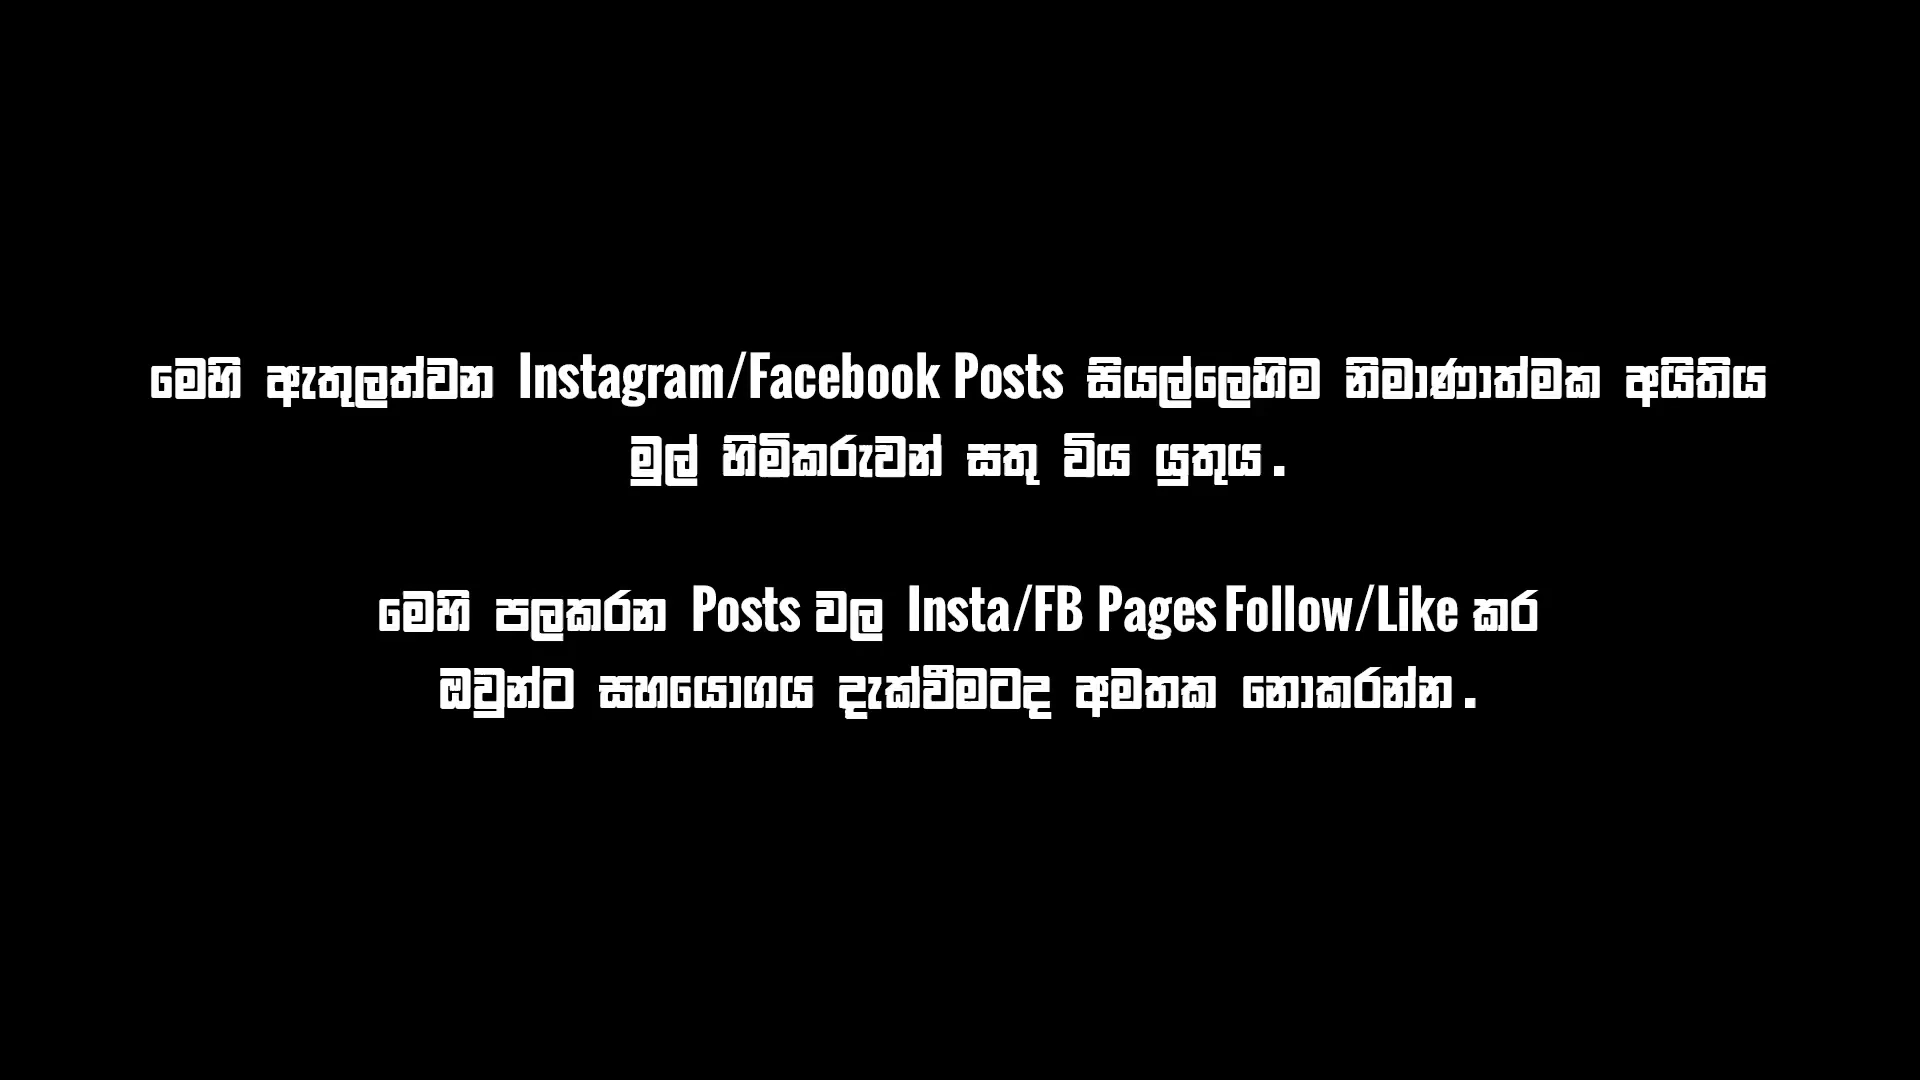 මෙහි ඇතුලත්වන Instagram/Facebook Posts සියල්ලෙහිම නිමාණාත්මක අයිතිය
මුල් හිමිකරුවන් සතු විය යුතුය.
මෙහි පලකරන Posts වල Insta/FB Pages Follow/Like කර
ඔවුන්ට සහයෝගය දැක්වීමටද අමතක නොකරන්න.